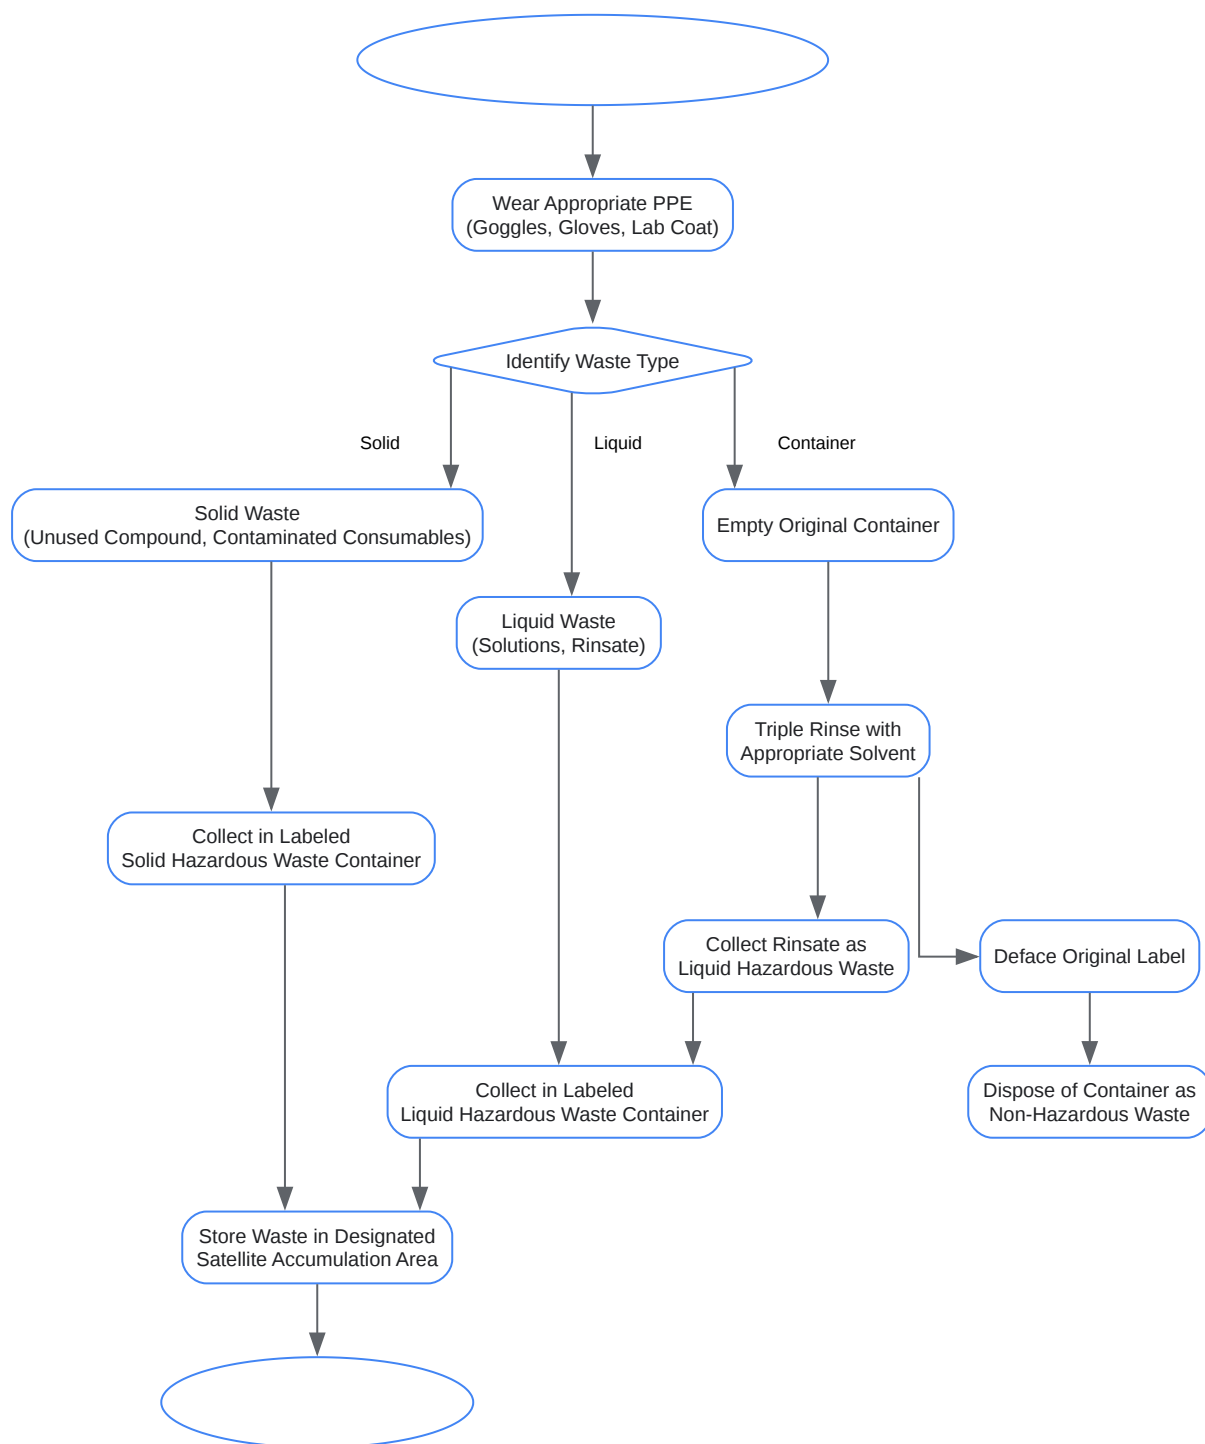 Wear Appropriate PPE
(Goggles, Gloves, Lab Coat)
Identify Waste Type
Solid
Liquid
Container
Solid Waste
(Unused Compound, Contaminated Consumables)
Empty Original Container
Liquid Waste
(Solutions, Rinsate)
Triple Rinse with
Appropriate Solvent
Collect in Labeled
Solid Hazardous Waste Container
Collect Rinsate as
Liquid Hazardous Waste
Deface Original Label
Collect in Labeled
Liquid Hazardous Waste Container
Dispose of Container as
Non-Hazardous Waste
Store Waste in Designated
Satellite Accumulation Area